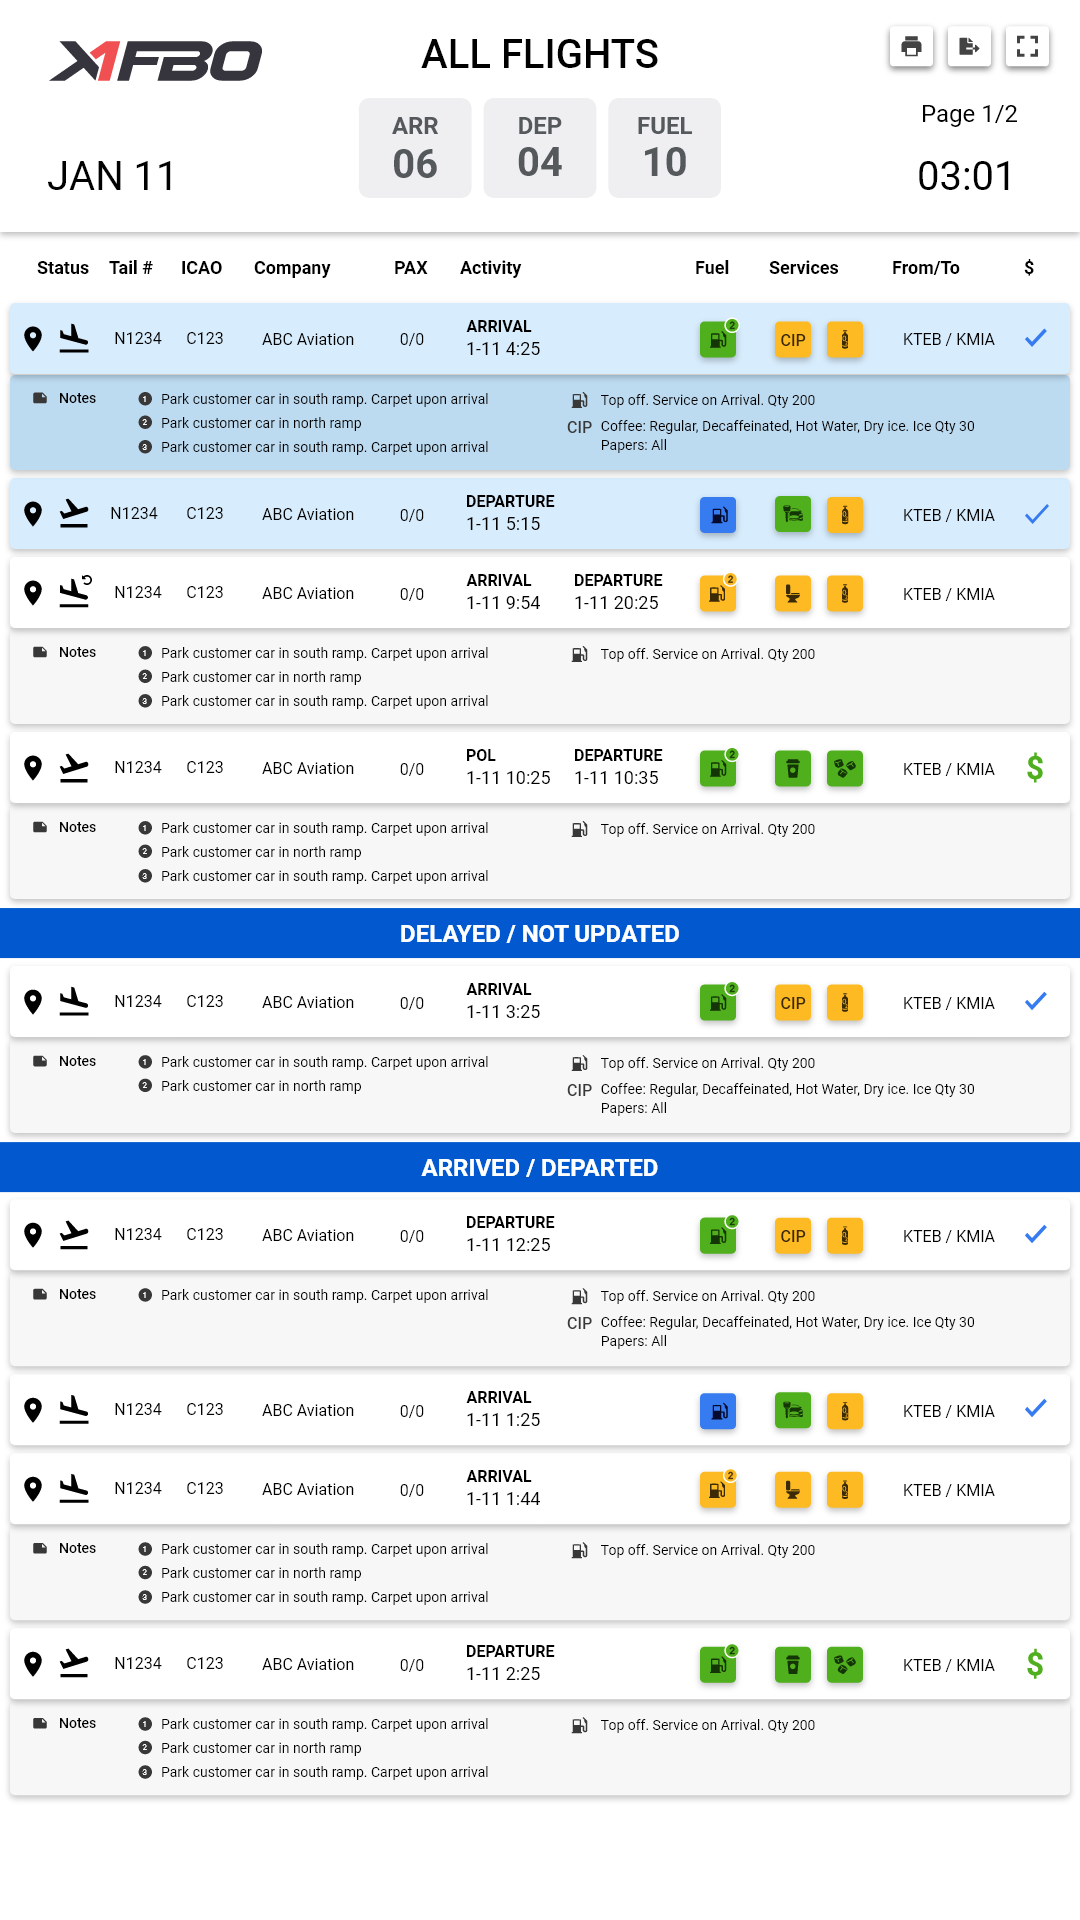 X1FBO
ALL FLIGHTS
Page 1/2
ARR
06
DEP
04
FUEL
10
JAN 11
03:01
Status Tail # ICAO Company PAX Activity Fuel Services From/To $
N1234 C123 ABC Aviation 0/0 ARRIVAL 1-11 4:25 2 CIP KTEB / KMIA
Notes
1 Park customer car in south ramp. Carpet upon arrival
2 Park customer car in north ramp
3 Park customer car in south ramp. Carpet upon arrival
Top off. Service on Arrival. Qty 200
CIP Coffee: Regular, Decaffeinated, Hot Water, Dry ice. Ice Qty 30
Papers: All
N1234 C123 ABC Aviation 0/0 DEPARTURE 1-11 5:15 KTEB / KMIA
N1234 C123 ABC Aviation 0/0 ARRIVAL 1-11 9:54 DEPARTURE 1-11 20:25 2 KTEB / KMIA
Notes
1 Park customer car in south ramp. Carpet upon arrival
2 Park customer car in north ramp
3 Park customer car in south ramp. Carpet upon arrival
Top off. Service on Arrival. Qty 200
N1234 C123 ABC Aviation 0/0 POL 1-11 10:25 DEPARTURE 1-11 10:35 2 KTEB / KMIA $
Notes
1 Park customer car in south ramp. Carpet upon arrival
2 Park customer car in north ramp
3 Park customer car in south ramp. Carpet upon arrival
Top off. Service on Arrival. Qty 200
DELAYED / NOT UPDATED
N1234 C123 ABC Aviation 0/0 ARRIVAL 1-11 3:25 2 CIP KTEB / KMIA
Notes
1 Park customer car in south ramp. Carpet upon arrival
2 Park customer car in north ramp
Top off. Service on Arrival. Qty 200
CIP Coffee: Regular, Decaffeinated, Hot Water, Dry ice. Ice Qty 30
Papers: All
ARRIVED / DEPARTED
N1234 C123 ABC Aviation 0/0 DEPARTURE 1-11 12:25 2 CIP KTEB / KMIA
Notes
1 Park customer car in south ramp. Carpet upon arrival
Top off. Service on Arrival. Qty 200
CIP Coffee: Regular, Decaffeinated, Hot Water, Dry ice. Ice Qty 30
Papers: All
N1234 C123 ABC Aviation 0/0 ARRIVAL 1-11 1:25 KTEB / KMIA
N1234 C123 ABC Aviation 0/0 ARRIVAL 1-11 1:44 2 KTEB / KMIA
Notes
1 Park customer car in south ramp. Carpet upon arrival
2 Park customer car in north ramp
3 Park customer car in south ramp. Carpet upon arrival
Top off. Service on Arrival. Qty 200
N1234 C123 ABC Aviation 0/0 DEPARTURE 1-11 2:25 2 KTEB / KMIA $
Notes
1 Park customer car in south ramp. Carpet upon arrival
2 Park customer car in north ramp
3 Park customer car in south ramp. Carpet upon arrival
Top off. Service on Arrival. Qty 200